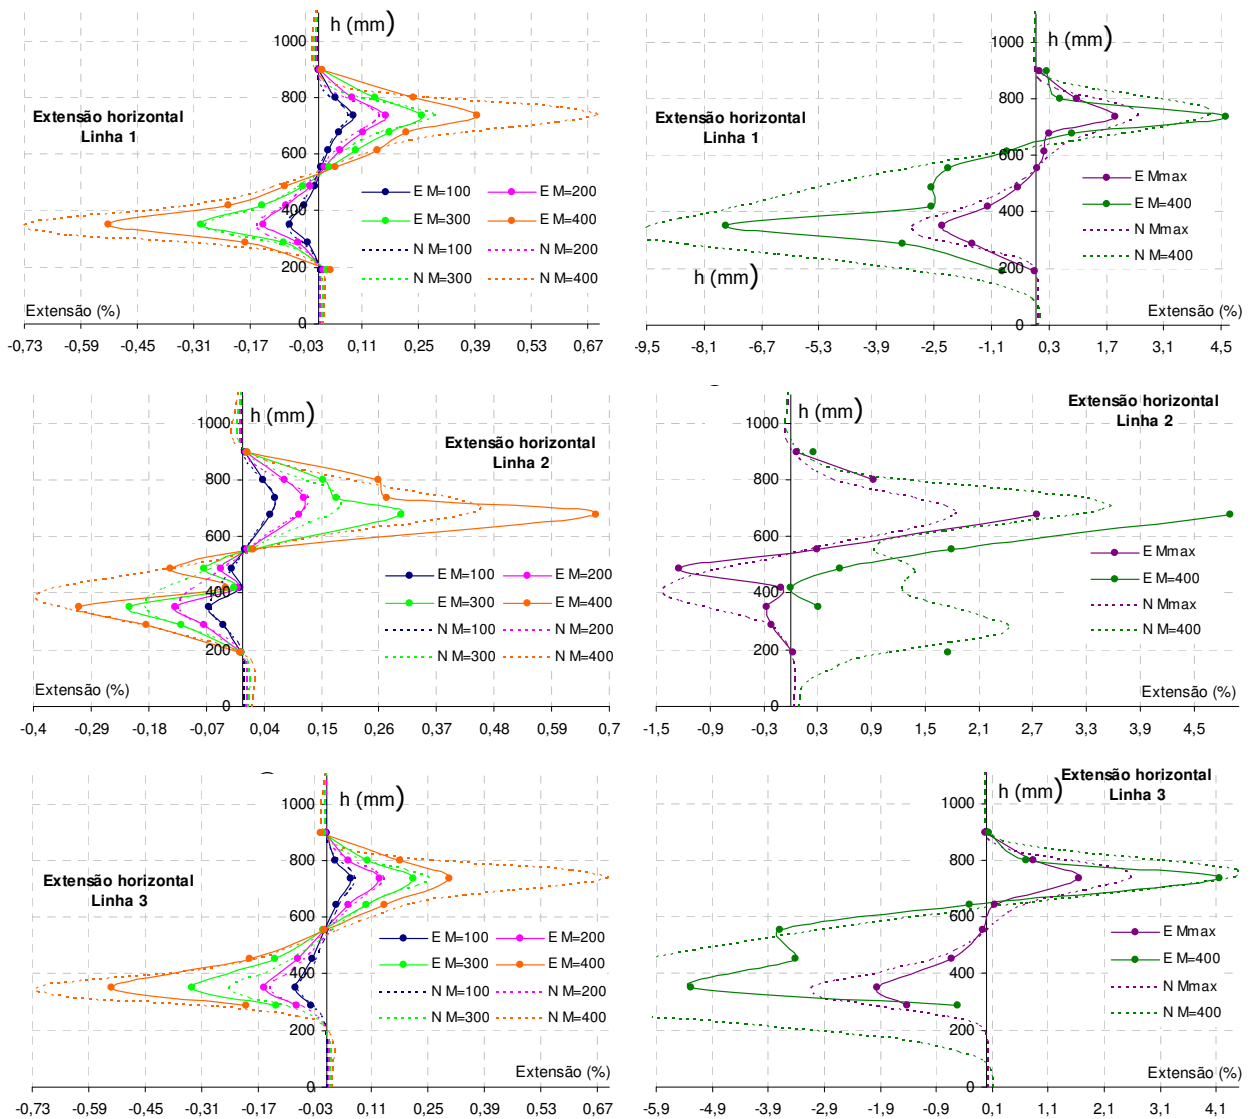 h (mm)
1000
800
600
400
200
0
Extensão horizontal
Linha 1
E M=100
E M=200
E M=300
E M=400
N M=100
N M=200
N M=300
N M=400
Extensão (%)
-0,73 -0,59 -0,45 -0,31 -0,17 -0,03 0,11 0,25 0,39 0,53 0,67
h (mm)
1000
800
600
400
200
0
Extensão horizontal
Linha 1
E Mmax
E M=400
N Mmax
N M=400
h (mm)
Extensão (%)
-9,5 -8,1 -6,7 -5,3 -3,9 -2,5 -1,1 0,3 1,7 3,1 4,5
h (mm)
1000
800
600
400
200
0
Extensão horizontal
Linha 2
E M=100
E M=200
E M=300
E M=400
N M=100
N M=200
N M=300
N M=400
Extensão (%)
-0,4 -0,29 -0,18 -0,07 0,04 0,15 0,26 0,37 0,48 0,59 0,7
h (mm)
1000
800
600
400
200
0
Extensão horizontal
Linha 2
E Mmax
E M=400
N Mmax
N M=400
Extensão (%)
-1,5 -0,9 -0,3 0,3 0,9 1,5 2,1 2,7 3,3 3,9 4,5
h (mm)
1000
800
600
400
200
0
Extensão horizontal
Linha 3
E M=100
E M=200
E M=300
E M=400
N M=100
N M=200
N M=300
N M=400
Extensão (%)
-0,73 -0,59 -0,45 -0,31 -0,17 -0,03 0,11 0,25 0,39 0,53 0,67
h (mm)
1000
800
600
400
200
0
Extensão horizontal
Linha 3
E Mmax
E M=400
N Mmax
N M=400
Extensão (%)
-5,9 -4,9 -3,9 -2,9 -1,9 -0,9 0,1 1,1 2,1 3,1 4,1